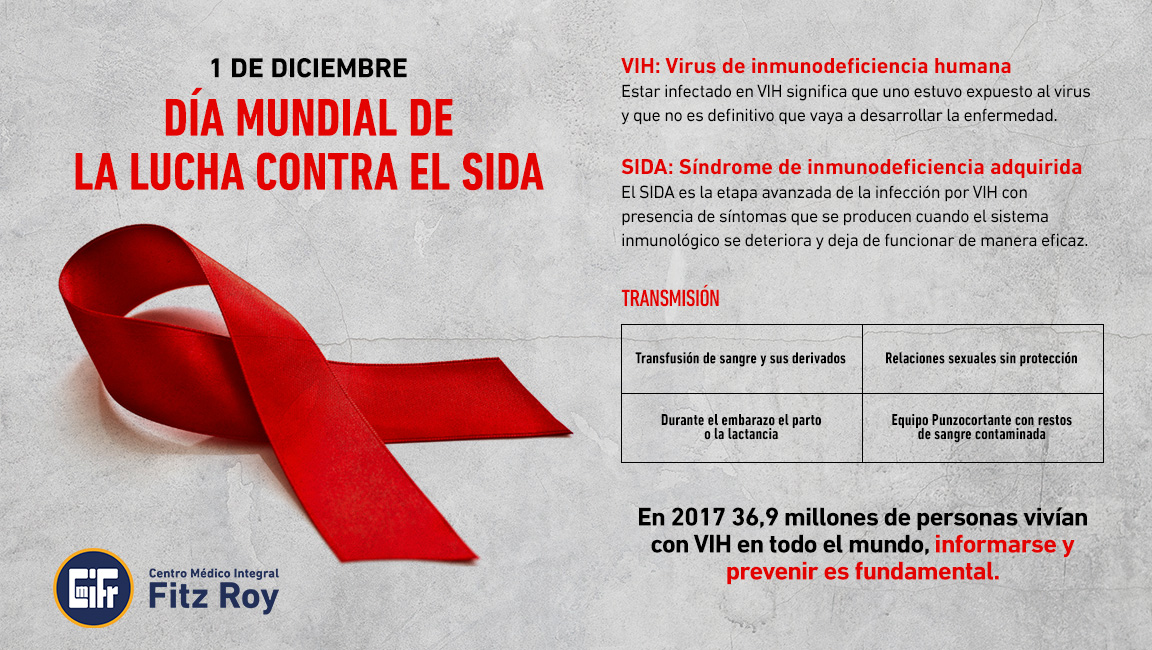 1 DE DICIEMBRE
DÍA MUNDIAL DE
LA LUCHA CONTRA EL SIDA
VIH: Virus de inmunodeficiencia humana
Estar infectado en VIH significa que uno estuvo expuesto al virus
y que no es definitivo que vaya a desarrollar la enfermedad.
SIDA: Síndrome de inmunodeficiencia adquirida
El SIDA es la etapa avanzada de la infección por VIH con
presencia de síntomas que se producen cuando el sistema
inmunológico se deteriora y deja de funcionar de manera eficaz.
TRANSMISIÓN
Transfusión de sangre y sus derivados
Relaciones sexuales sin protección
Durante el embarazo el parto
o la lactancia
Equipo Punzocortante con restos
de sangre contaminada
En 2017 36,9 millones de personas vivían
con VIH en todo el mundo, informarse y
prevenir es fundamental.
CmiFr
Centro Médico Integral
Fitz Roy